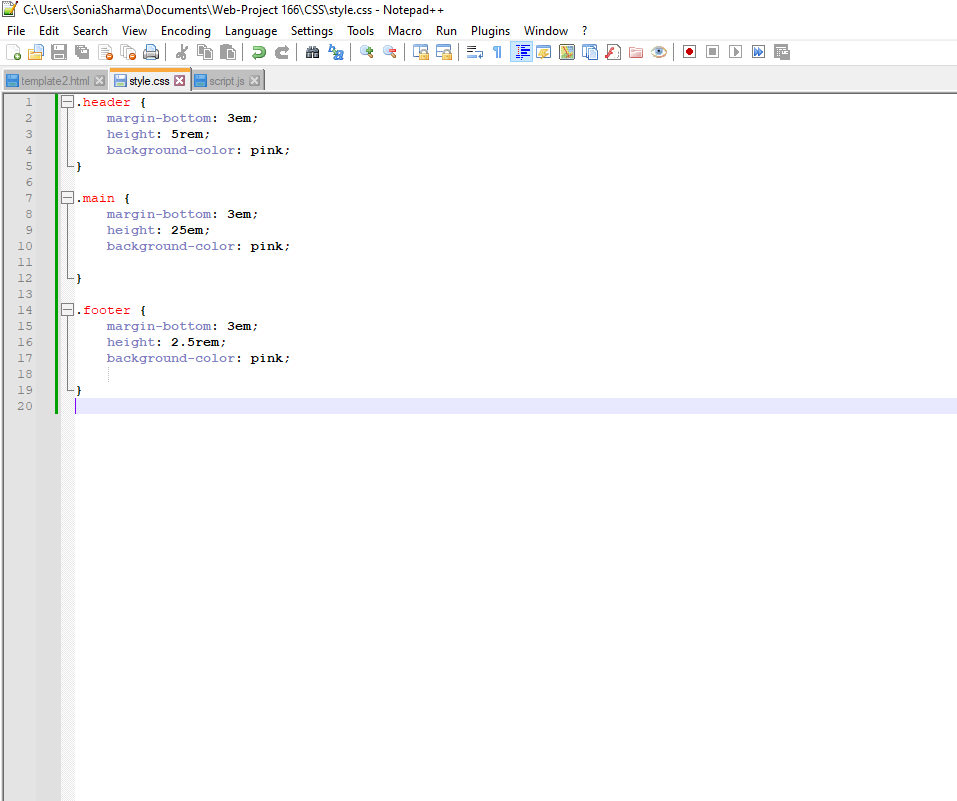 C:\Users\SoniaSharma\Documents\Web-Project 166\CSS\style.css - Notepad++
File Edit Search View Encoding Language Settings Tools Macro Run Plugins Window ?
template2.html style.css script.js
1 .header {
2 margin-bottom: 3em;
3 height: 5rem;
4 background-color: pink;
5 }
6
7 .main {
8 margin-bottom: 3em;
9 height: 25em;
10 background-color: pink;
11
12 }
13
14 .footer {
15 margin-bottom: 3em;
16 height: 2.5rem;
17 background-color: pink;
18
19 }
20